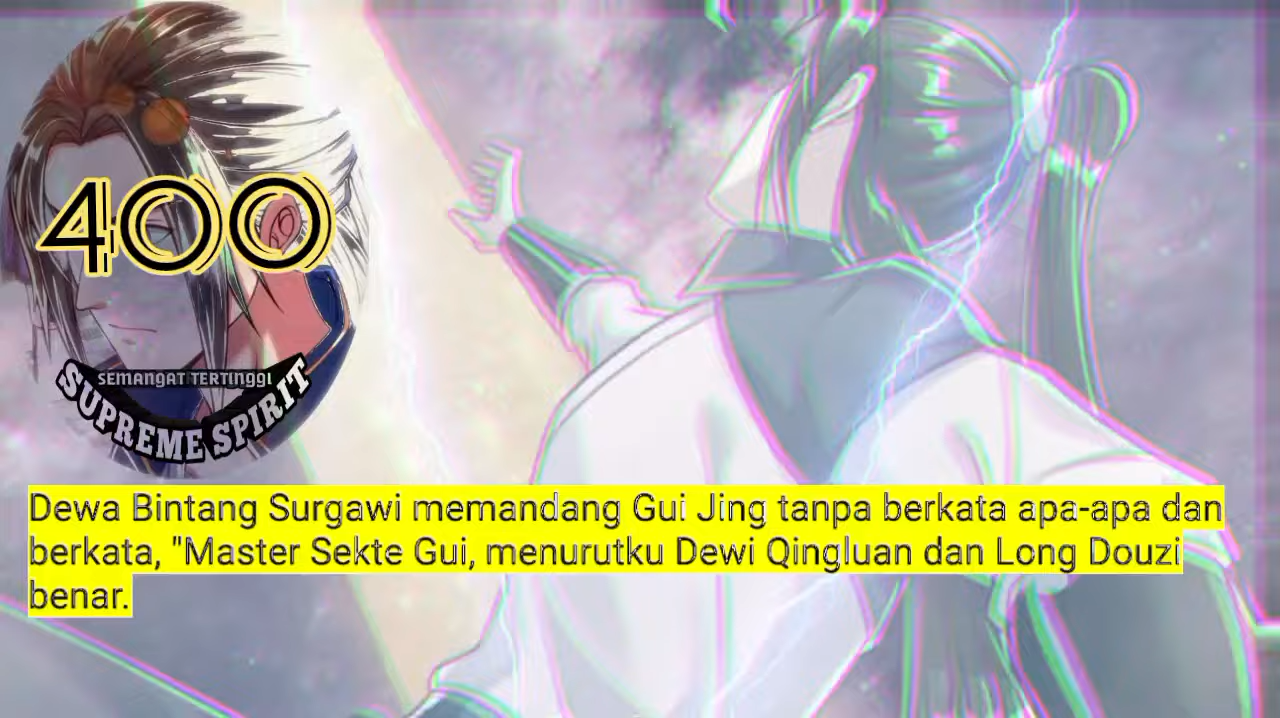 400
SEMANGAT TERTINGGI
SUPREME SPIRIT
Dewa Bintang Surgawi memandang Gui Jing tanpa berkata apa-apa dan
berkata, "Master Sekte Gui, menurutku Dewi Qingluan dan Long Douzi
benar.